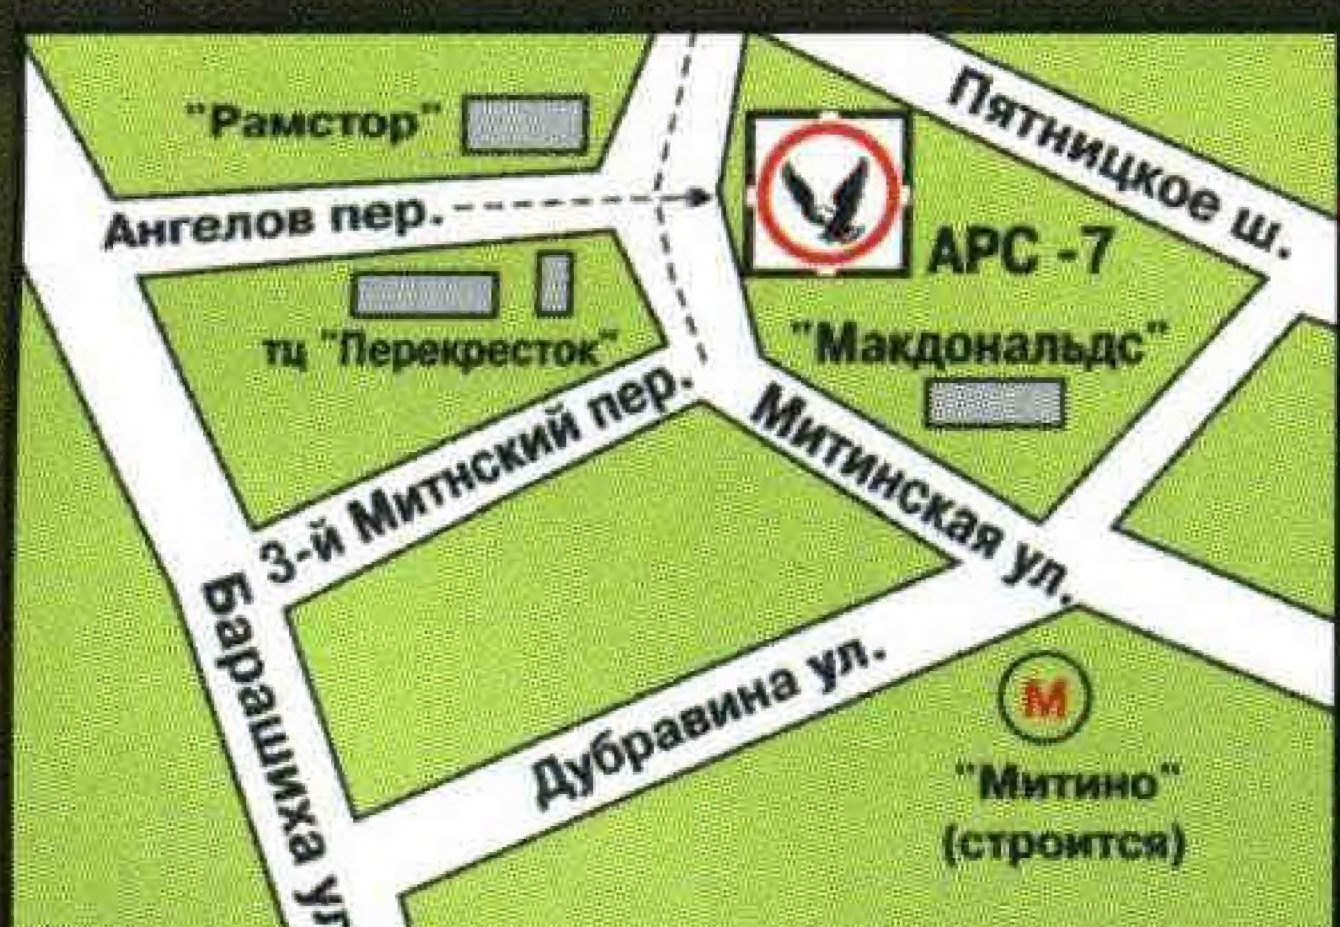 Пятницкое ш.
"Рамстор"
Ангелов пер.
АРС -7
тц "Перекресток"
"Макдональдс"
3-й Митнский пер.
Митинская ул.
Барашиха ул
Дубравина ул.
М
"Митино"
(строится)